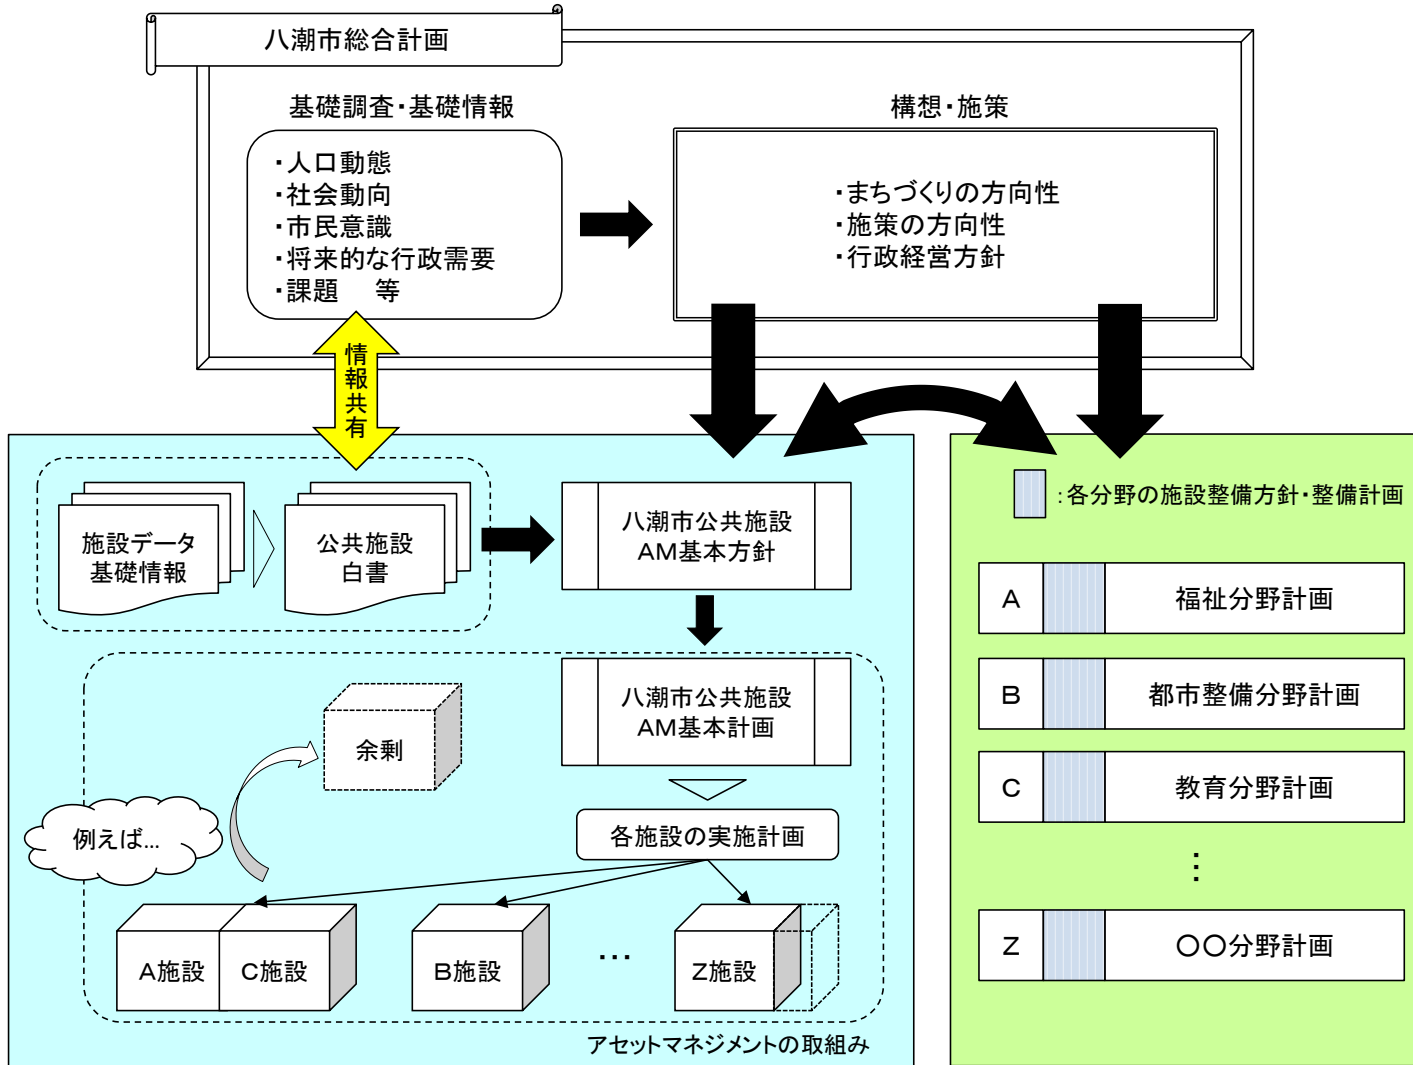 八潮市総合計画
基礎調査・基礎情報
・人口動態
・社会動向
・市民意識
・将来的な行政需要
・課題　等
構想・施策
・まちづくりの方向性
・施策の方向性
・行政経営方針
情報共有
施設データ
基礎情報
公共施設
白書
八潮市公共施設
AM基本方針
八潮市公共施設
AM基本計画
余剰
例えば…
各施設の実施計画
A施設
C施設
B施設
…
Z施設
アセットマネジメントの取組み
：各分野の施設整備方針・整備計画
A 福祉分野計画
B 都市整備分野計画
C 教育分野計画
⋮
Z 〇〇分野計画